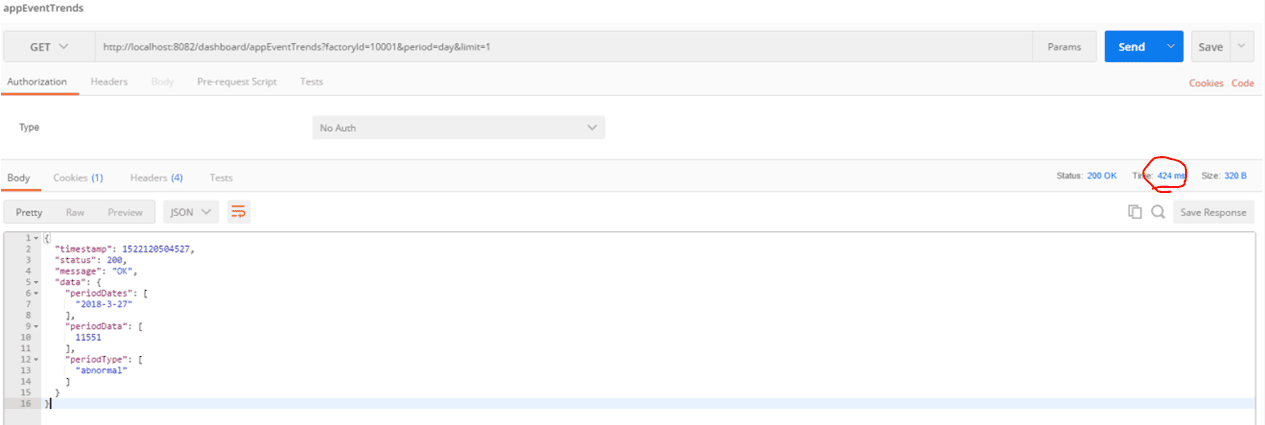 appEventTrends
GET http://localhost:8082/dashboard/appEventTrends?factoryId=10001&period=day&limit=1 Params Send Save
Authorization Headers Body Pre-request Script Tests Cookies Code
Type No Auth
Body Cookies (1) Headers (4) Tests Status: 200 OK Time: 424 ms Size: 320 B
Pretty Raw Preview JSON Save Response
1 {
2 "timestamp": 1522120504527,
3 "status": 200,
4 "message": "OK",
5 "data": {
6 "periodDates": [
7 "2018-3-27"
8 ],
9 "periodData": [
10 11551
11 ],
12 "periodType": [
13 "abnormal"
14 ]
15 }
16 }